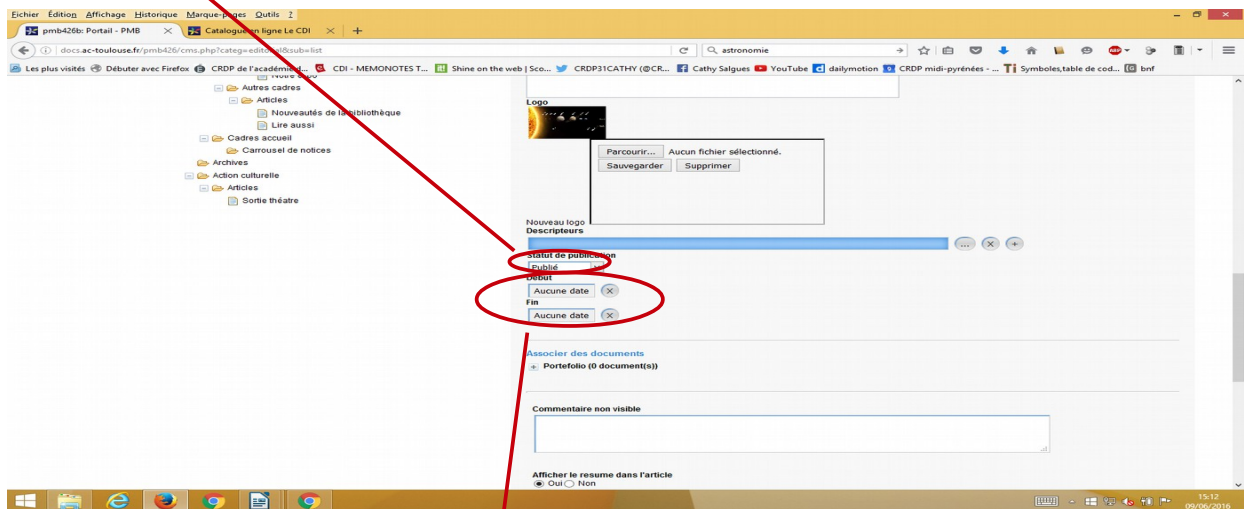 Fichier Édition Affichage Historique Marque-pages Outils ?
pmb426b: Portail - PMB
Catalogue en ligne Le CDI
docs.ac-toulouse.fr/pmb426/cms.php?categ=editorial&sub=list
astronomie
Les plus visités Débuter avec Firefox CRDP de l'académie d... CDI - MEMONOTES T... Shine on the web | Sco... CRDP31CATHY (@CR... Cathy Salgues YouTube dailymotion CRDP midi-pyrénées - ... Symboles,table de cod... bnf
Autres cadres
Articles
Nouveautés de la bibliothèque
Lire aussi
Cadres accueil
Carrousel de notices
Archives
Action culturelle
Articles
Sortie théatre
Logo
Parcourir... Aucun fichier sélectionné.
Sauvegarder Supprimer
Nouveau logo
Descripteurs
...
Statut de publication
Publié
Début
Aucune date
Fin
Aucune date
Associer des documents
Portefolio (0 document(s))
Commentaire non visible
Afficher le resume dans l'article
Oui Non
15:12
09/06/2016